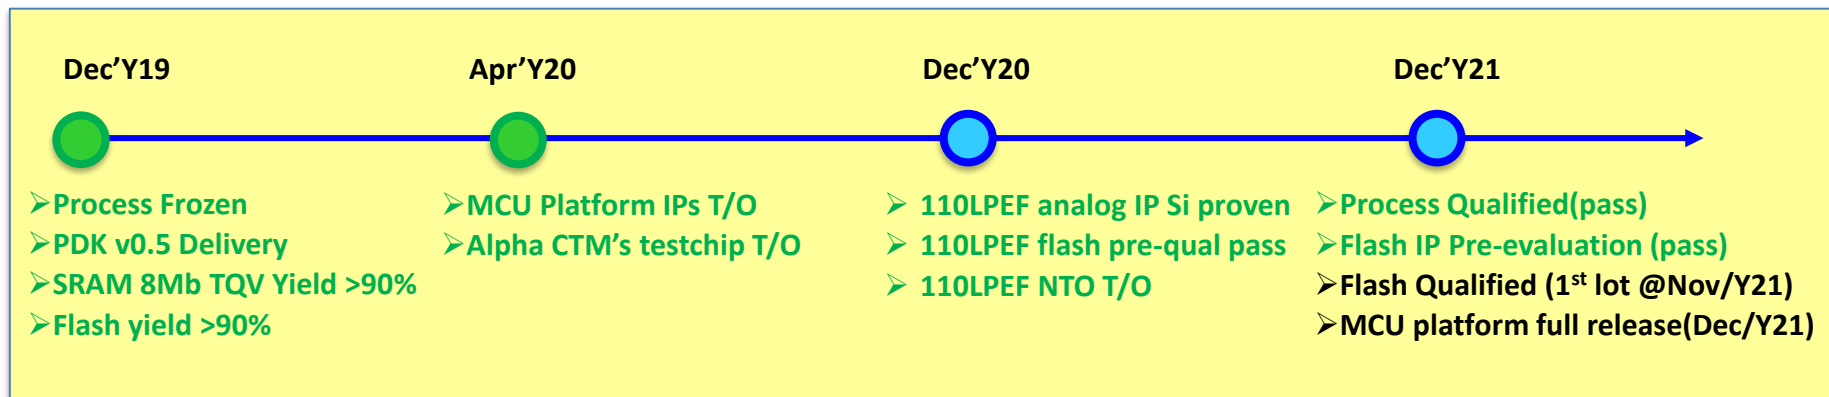 Dec’Y19
Apr’Y20
Dec’Y20
Dec’Y21
➢Process Frozen
➢PDK v0.5 Delivery
➢SRAM 8Mb TQV Yield >90%
➢Flash yield >90%
➢MCU Platform IPs T/O
➢Alpha CTM’s testchip T/O
➢ 110LPEF analog IP Si proven
➢ 110LPEF flash pre-qual pass
➢ 110LPEF NTO T/O
➢Process Qualified(pass)
➢Flash IP Pre-evaluation (pass)
➢Flash Qualified (1st lot @Nov/Y21)
➢MCU platform full release(Dec/Y21)